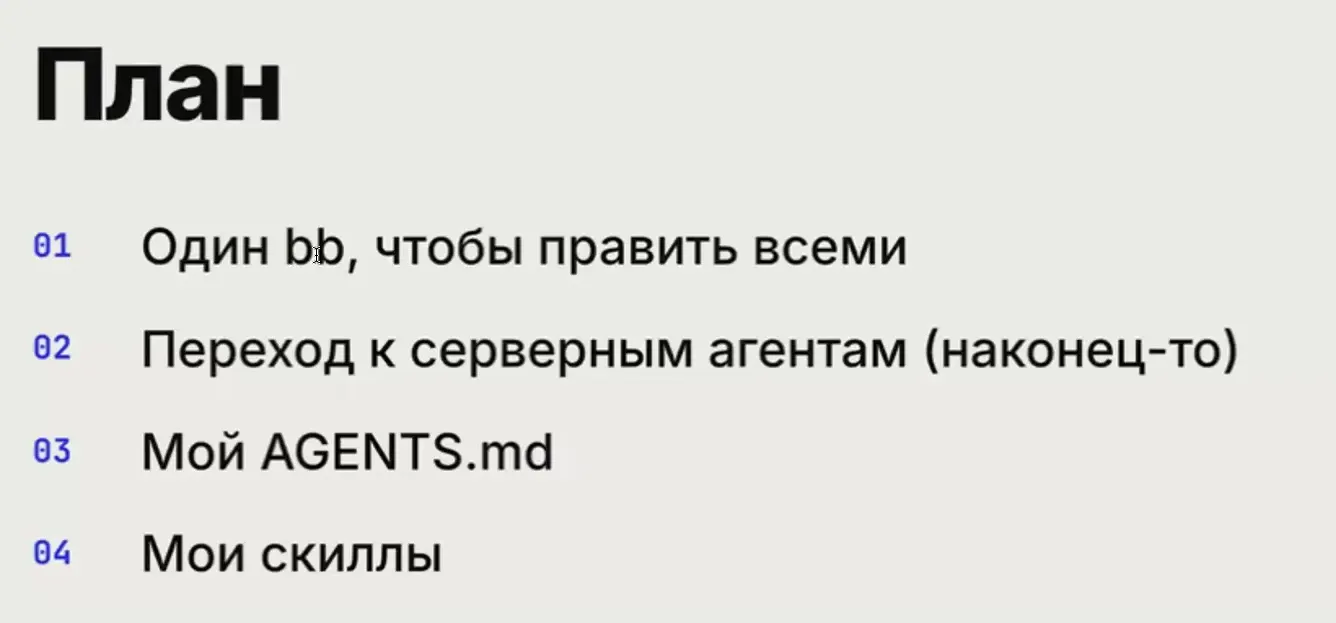 План
01 Один bb, чтобы править всеми
02 Переход к серверным агентам (наконец-то)
03 Мой AGENTS.md
04 Мои скиллы